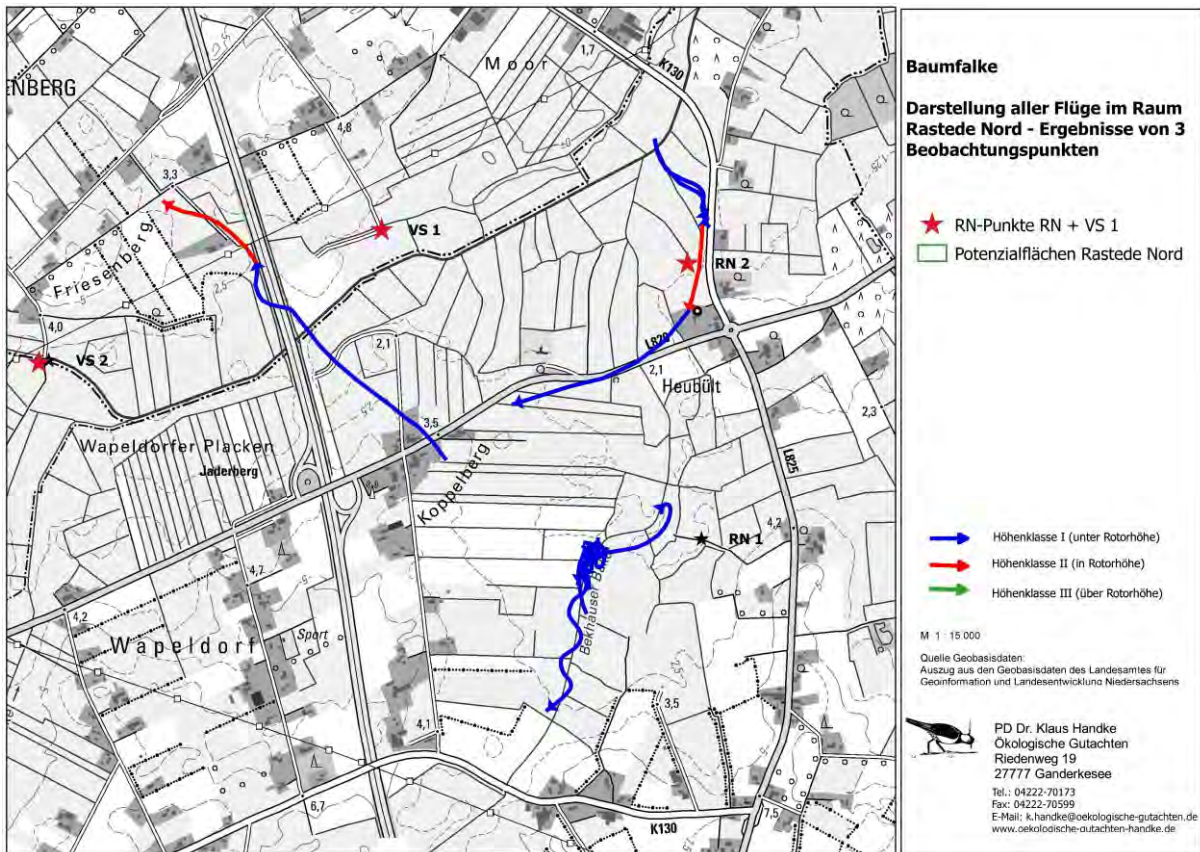 ENBERG
Moor
1,7
K130
4,8
3,3
VS 1
Friesenberg
RN 2
4,0
VS 2
2,1
L820
2,1
Heubült
2,3
3,5
Wapeldorfer Placken
Jaderberg
Koppelberg
L825
4,2
RN 1
4,2
Bekhauser
4,2
Wapeldorf
Sport
3,5
4,1
6,7
7,5
K130
Baumfalke
Darstellung aller Flüge im Raum
Rastede Nord - Ergebnisse von 3
Beobachtungspunkten
RN-Punkte RN + VS 1
Potenzialflächen Rastede Nord
Höhenklasse I (unter Rotorhöhe)
Höhenklasse II (in Rotorhöhe)
Höhenklasse III (über Rotorhöhe)
M 1 : 15 000
Quelle Geobasisdaten:
Auszug aus den Geobasisdaten des Landesamtes für
Geoinformation und Landesentwicklung Niedersachsens
PD Dr. Klaus Handke
Ökologische Gutachten
Riedenweg 19
27777 Ganderkesee
Tel.: 04222-70173
Fax: 04222-70599
E-Mail: k.handke@oekologische-gutachten.de
www.oekologische-gutachten-handke.de